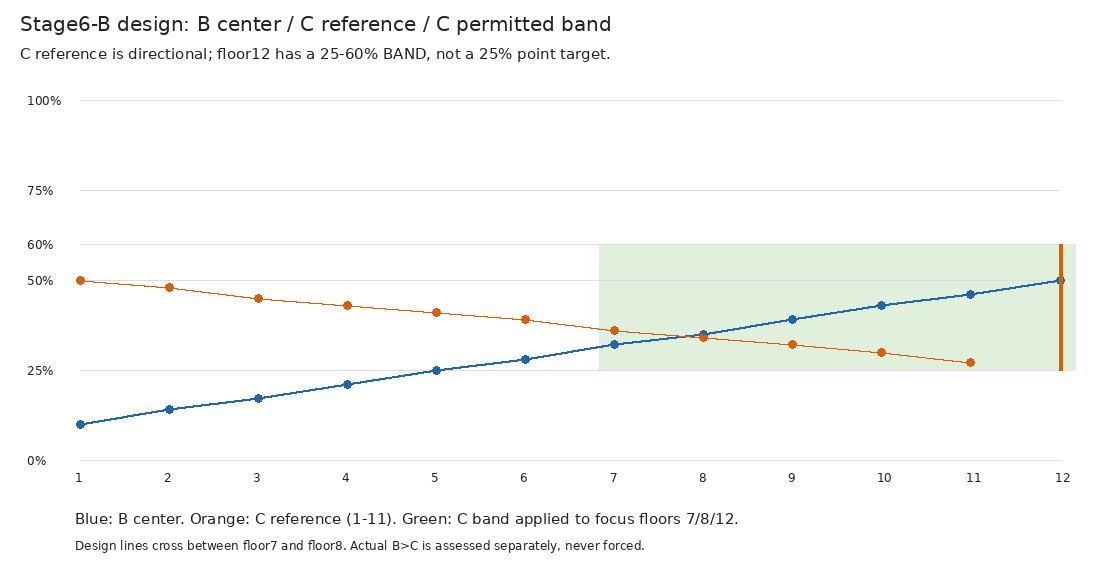 Stage6-B design: B center / C reference / C permitted band
C reference is directional; floor12 has a 25-60% BAND, not a 25% point target.
100%
75%
60%
50%
25%
0%
1 2 3 4 5 6 7 8 9 10 11 12
Blue: B center. Orange: C reference (1-11). Green: C band applied to focus floors 7/8/12.
Design lines cross between floor7 and floor8. Actual B>C is assessed separately, never forced.